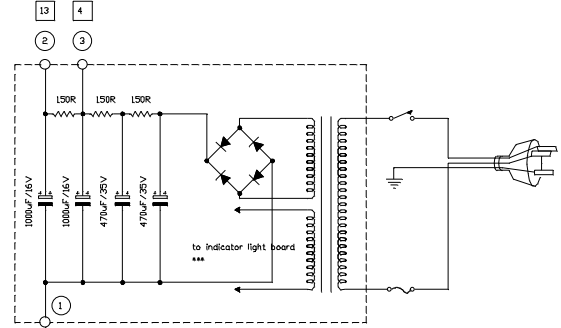 13 4
2 3
150R 150R 150R
1000uF/16V 1000uF/16V 470uF/35V 470uF/35V
to indicator light board
***
1